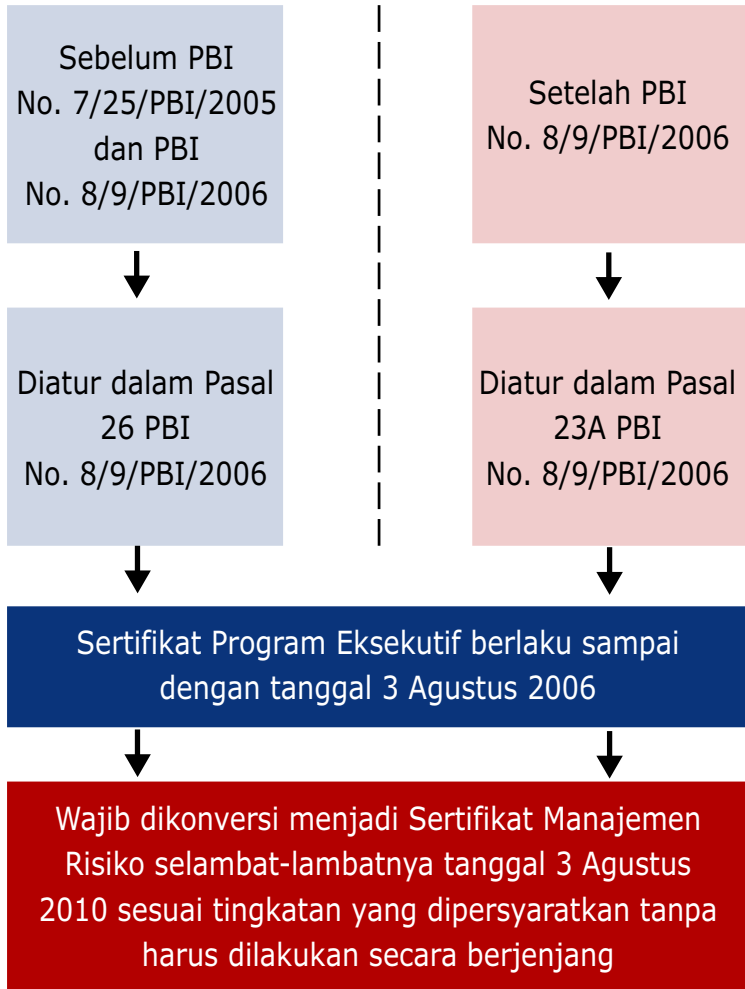 Sebelum PBI
No. 7/25/PBI/2005
dan PBI
No. 8/9/PBI/2006
Setelah PBI
No. 8/9/PBI/2006
Diatur dalam Pasal
26 PBI
No. 8/9/PBI/2006
Diatur dalam Pasal
23A PBI
No. 8/9/PBI/2006
Sertifikat Program Eksekutif berlaku sampai
dengan tanggal 3 Agustus 2006
Wajib dikonversi menjadi Sertifikat Manajemen
Risiko selambat-lambatnya tanggal 3 Agustus
2010 sesuai tingkatan yang dipersyaratkan tanpa
harus dilakukan secara berjenjang